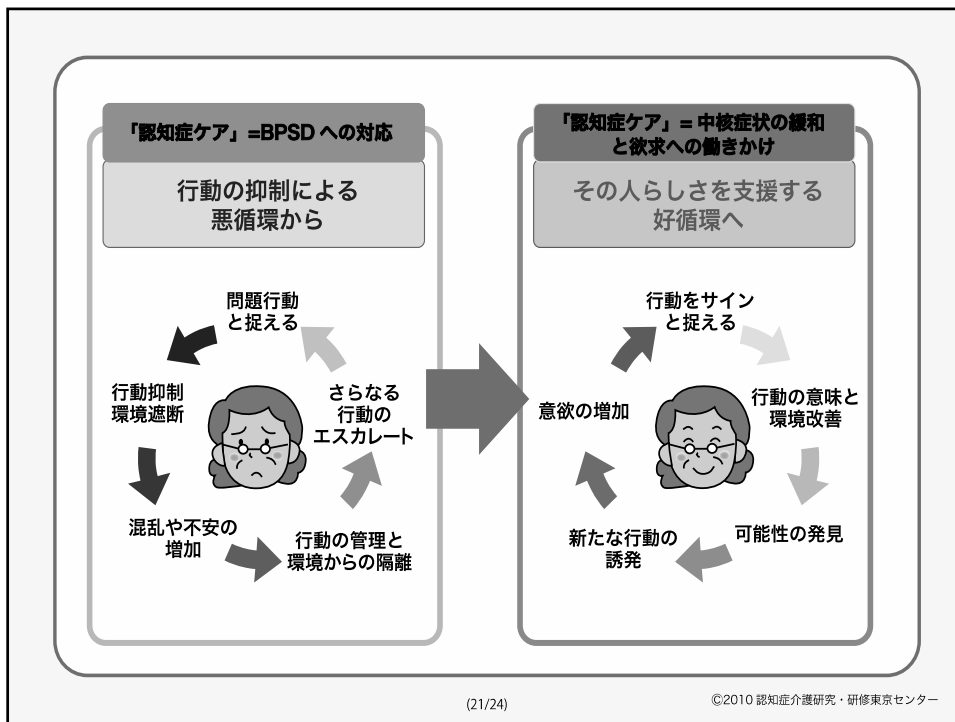 「認知症ケア」=BPSDへの対応
行動の抑制による
悪循環から
問題行動
と捉える
行動抑制
環境遮断
混乱や不安の
増加
行動の管理と
環境からの隔離
さらなる
行動の
エスカレート
「認知症ケア」=中核症状の緩和
と欲求への働きかけ
その人らしさを支援する
好循環へ
行動をサイン
と捉える
行動の意味と
環境改善
可能性の発見
新たな行動の
誘発
意欲の増加
(21/24)
©2010 認知症介護研究・研修東京センター